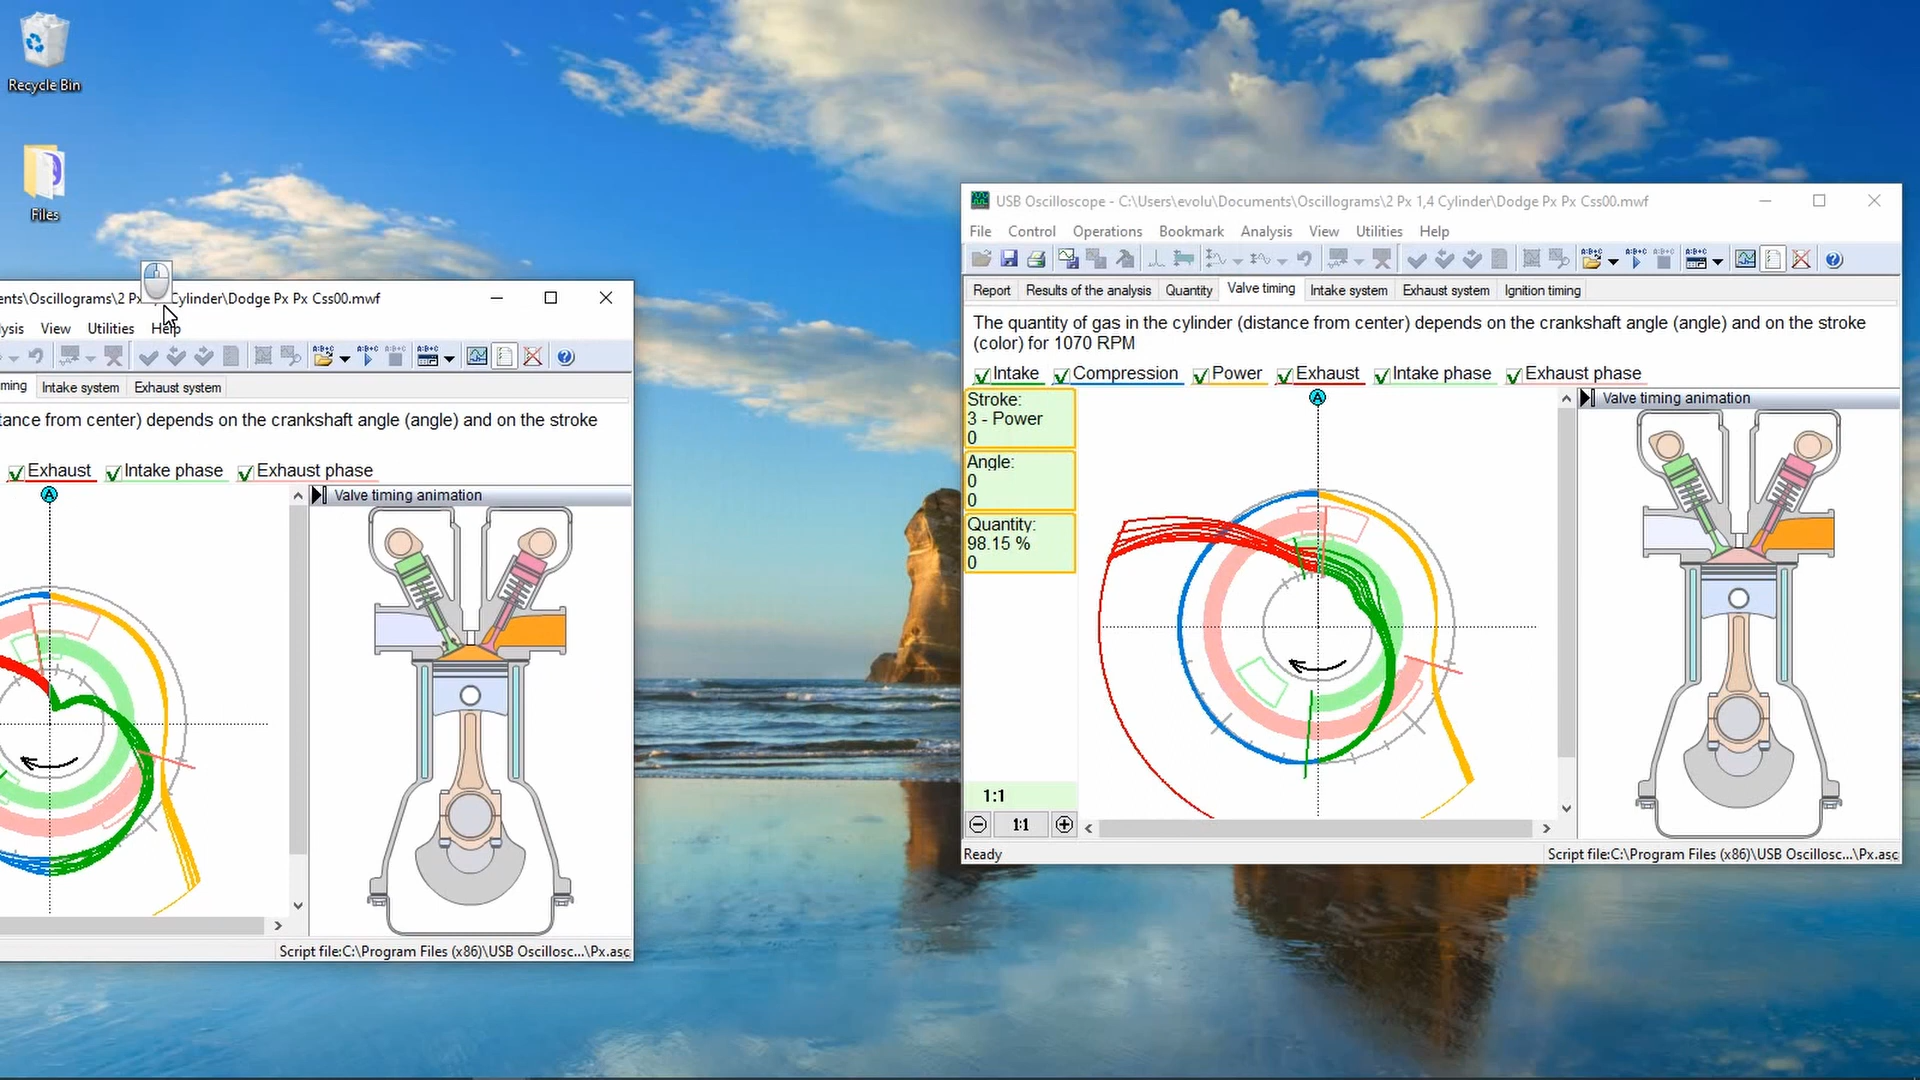 Recycle Bin
Files
ents\Oscillograms\2 Px Cylinder\Dodge Px Px Css00.mwf
ysis View Utilities Help
ming Intake system Exhaust system
tance from center) depends on the crankshaft angle (angle) and on the stroke
Exhaust Intake phase Exhaust phase
A
Valve timing animation
Script file:C:\Program Files (x86)\USB Oscillosc...\Px.asc
USB Oscilloscope - C:\Users\evolu\Documents\Oscillograms\2 Px 1,4 Cylinder\Dodge Px Px Css00.mwf
File Control Operations Bookmark Analysis View Utilities Help
A:B+C A:B+C A:B+C
Report Results of the analysis Quantity Valve timing Intake system Exhaust system Ignition timing
The quantity of gas in the cylinder (distance from center) depends on the crankshaft angle (angle) and on the stroke
(color) for 1070 RPM
Intake Compression Power Exhaust Intake phase Exhaust phase
Stroke:
3 - Power
0
Angle:
0
0
Quantity:
98.15 %
0
A
Valve timing animation
1:1
1:1
Ready
Script file:C:\Program Files (x86)\USB Oscillosc...\Px.asc